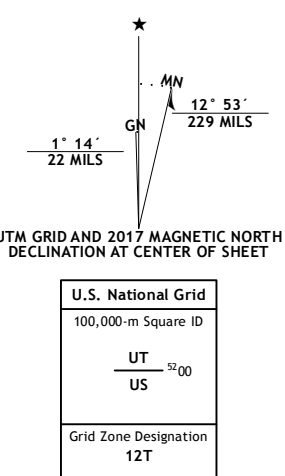 ★
MN
GN
12° 53´
229 MILS
1° 14´
22 MILS
UTM GRID AND 2017 MAGNETIC NORTH
DECLINATION AT CENTER OF SHEET
U.S. National Grid
100,000-m Square ID
UT
5200
US
Grid Zone Designation
12T